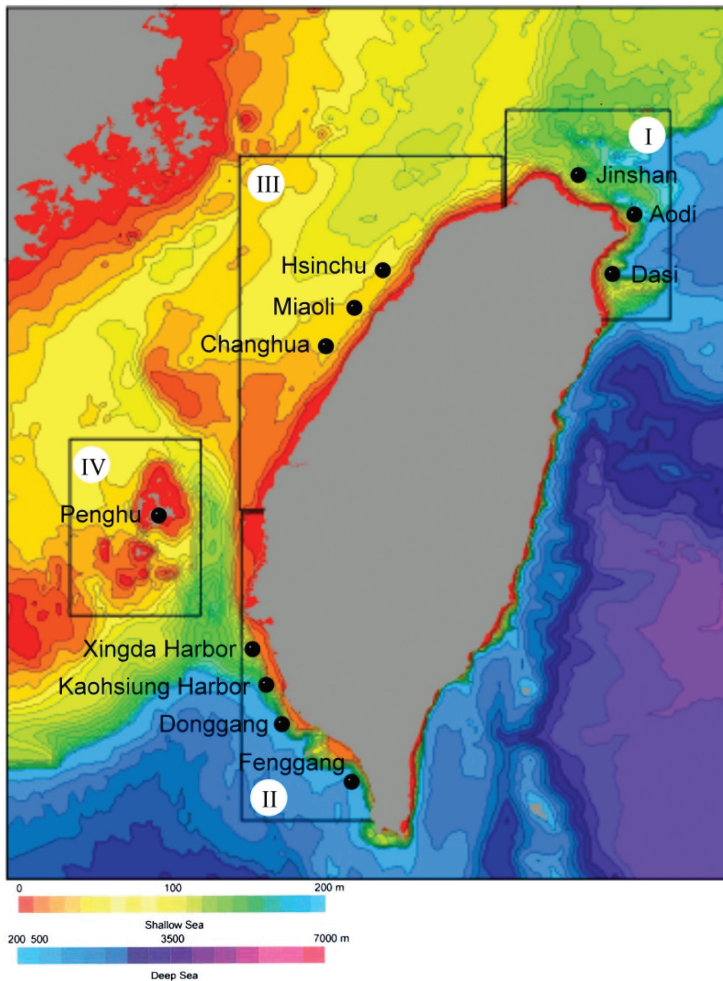 I
Jinshan
Aodi
Dasi
III
Hsinchu
Miaoli
Changhua
IV
Penghu
Xingda Harbor
Kaohsiung Harbor
Donggang
Fenggang
II
0 100 200 m
Shallow Sea
200 500 3500 7000 m
Deep Sea